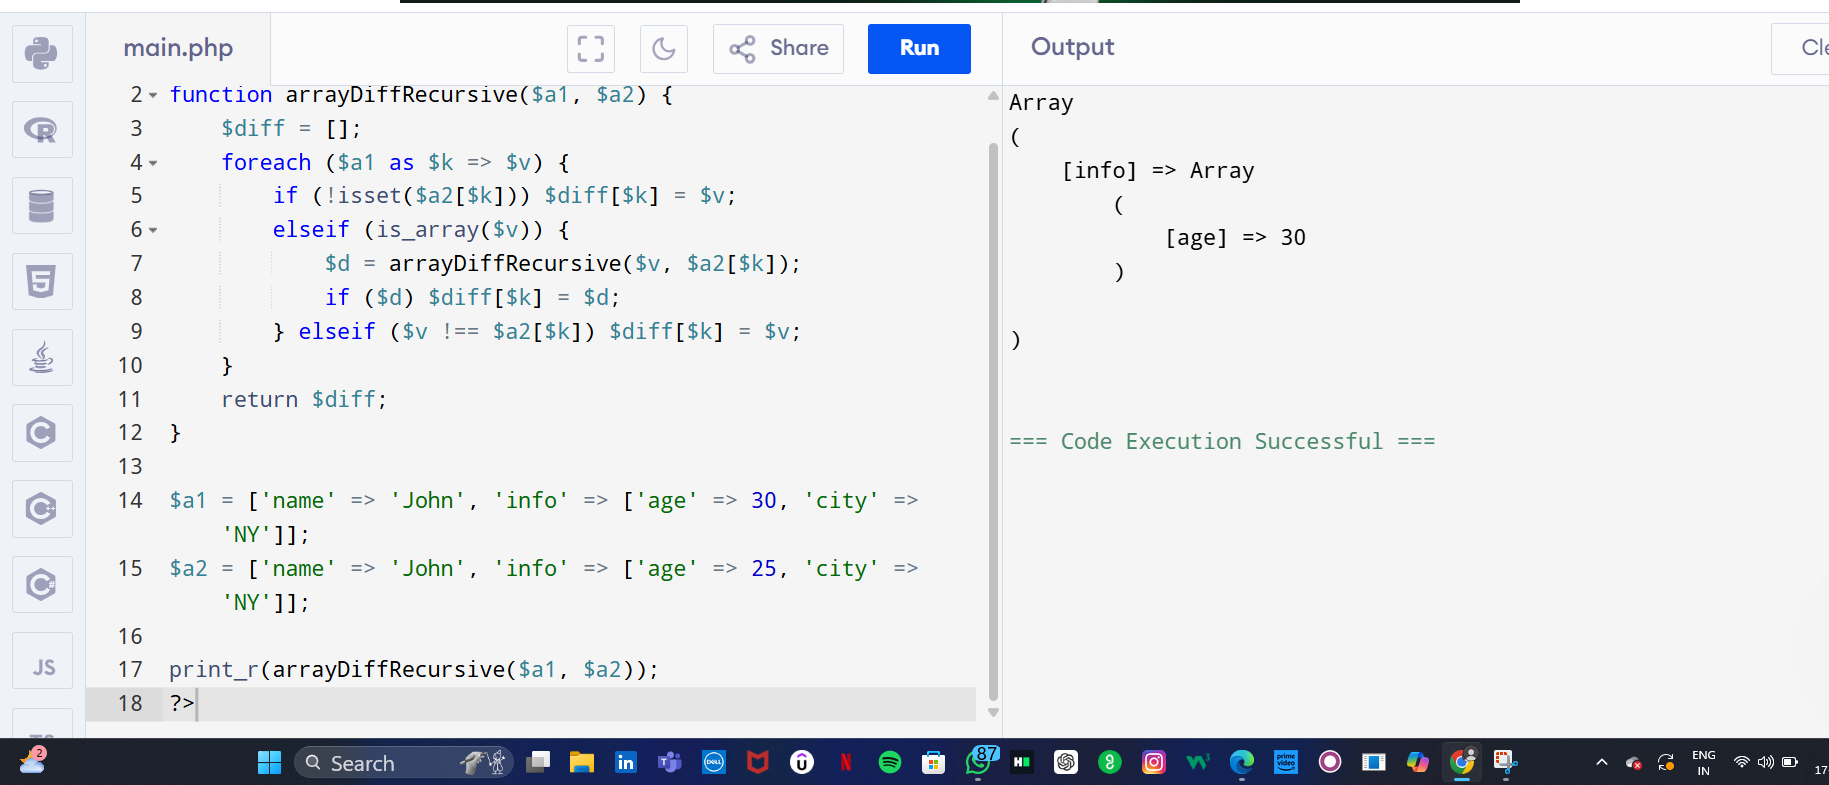 main.php
Share
Run
Output
2 function arrayDiffRecursive($a1, $a2) {
3 $diff = [];
4 foreach ($a1 as $k => $v) {
5 if (!isset($a2[$k])) $diff[$k] = $v;
6 elseif (is_array($v)) {
7 $d = arrayDiffRecursive($v, $a2[$k]);
8 if ($d) $diff[$k] = $d;
9 } elseif ($v !== $a2[$k]) $diff[$k] = $v;
10 }
11 return $diff;
12 }
13
14 $a1 = ['name' => 'John', 'info' => ['age' => 30, 'city' =>
'NY']];
15 $a2 = ['name' => 'John', 'info' => ['age' => 25, 'city' =>
'NY']];
16
17 print_r(arrayDiffRecursive($a1, $a2));
18 ?>
Array
(
[info] => Array
(
[age] => 30
)
)
=== Code Execution Successful ===
JS
2
Search
in
DELL
N
87
prime video
ENG
IN